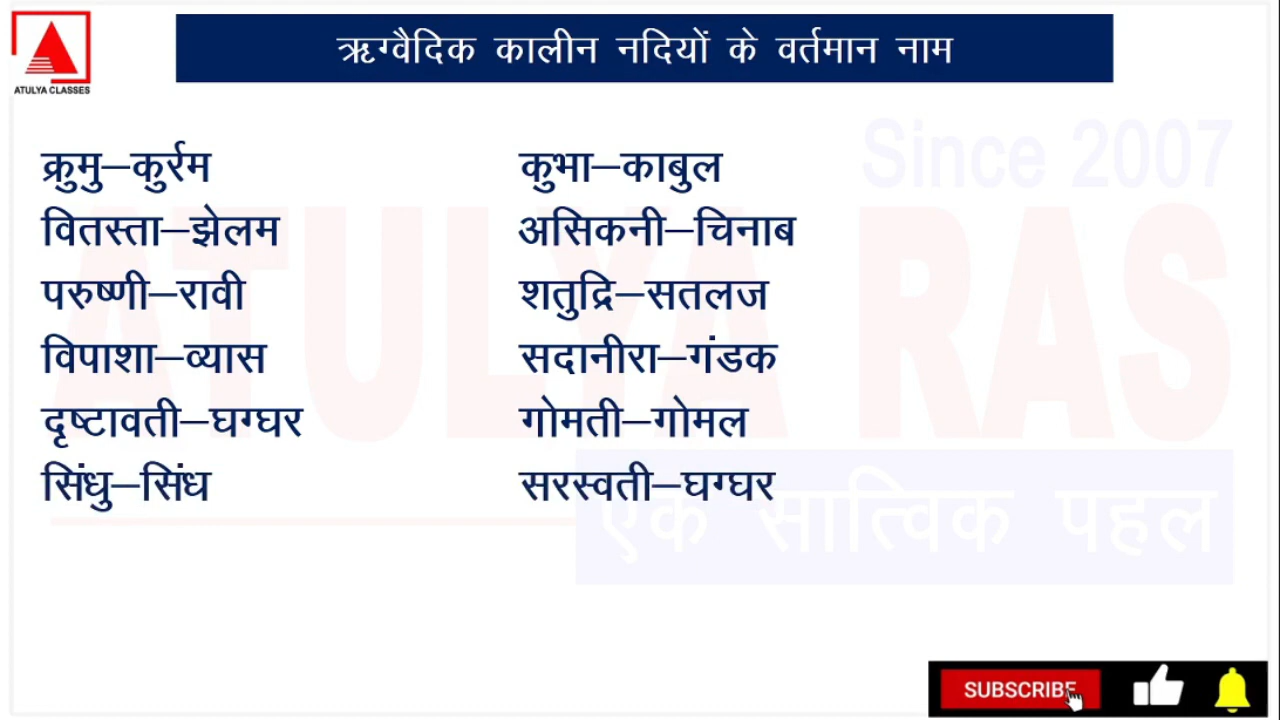 ATULYA CLASSES
ऋग्वैदिक कालीन नदियों के वर्तमान नाम
Since 2007
ATULYA RAS
एक सात्विक पहल
क्रुमु–कुर्रम
वितस्ता–झेलम
परुष्णी–रावी
विपाशा–व्यास
दृष्टावती–घग्घर
सिंधु–सिंध
कुभा–काबुल
असिकनी–चिनाब
शतुद्रि–सतलज
सदानीरा–गंडक
गोमती–गोमल
सरस्वती–घग्घर
SUBSCRIBE